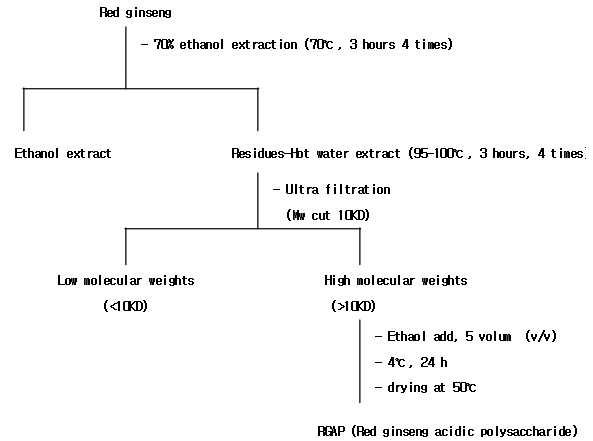 Red ginseng
- 70% ethanol extraction (70℃, 3 hours 4 times)
Ethanol extract
Residues-Hot water extract (95-100℃, 3 hours, 4 times)
- Ultra filtration
(Mw cut 10KD)
Low molecular weights
(<10KD)
High molecular weights
(>10KD)
- Ethaol add, 5 volum (v/v)
- 4℃, 24 h
- drying at 50℃
RGAP (Red ginseng acidic polysaccharide)